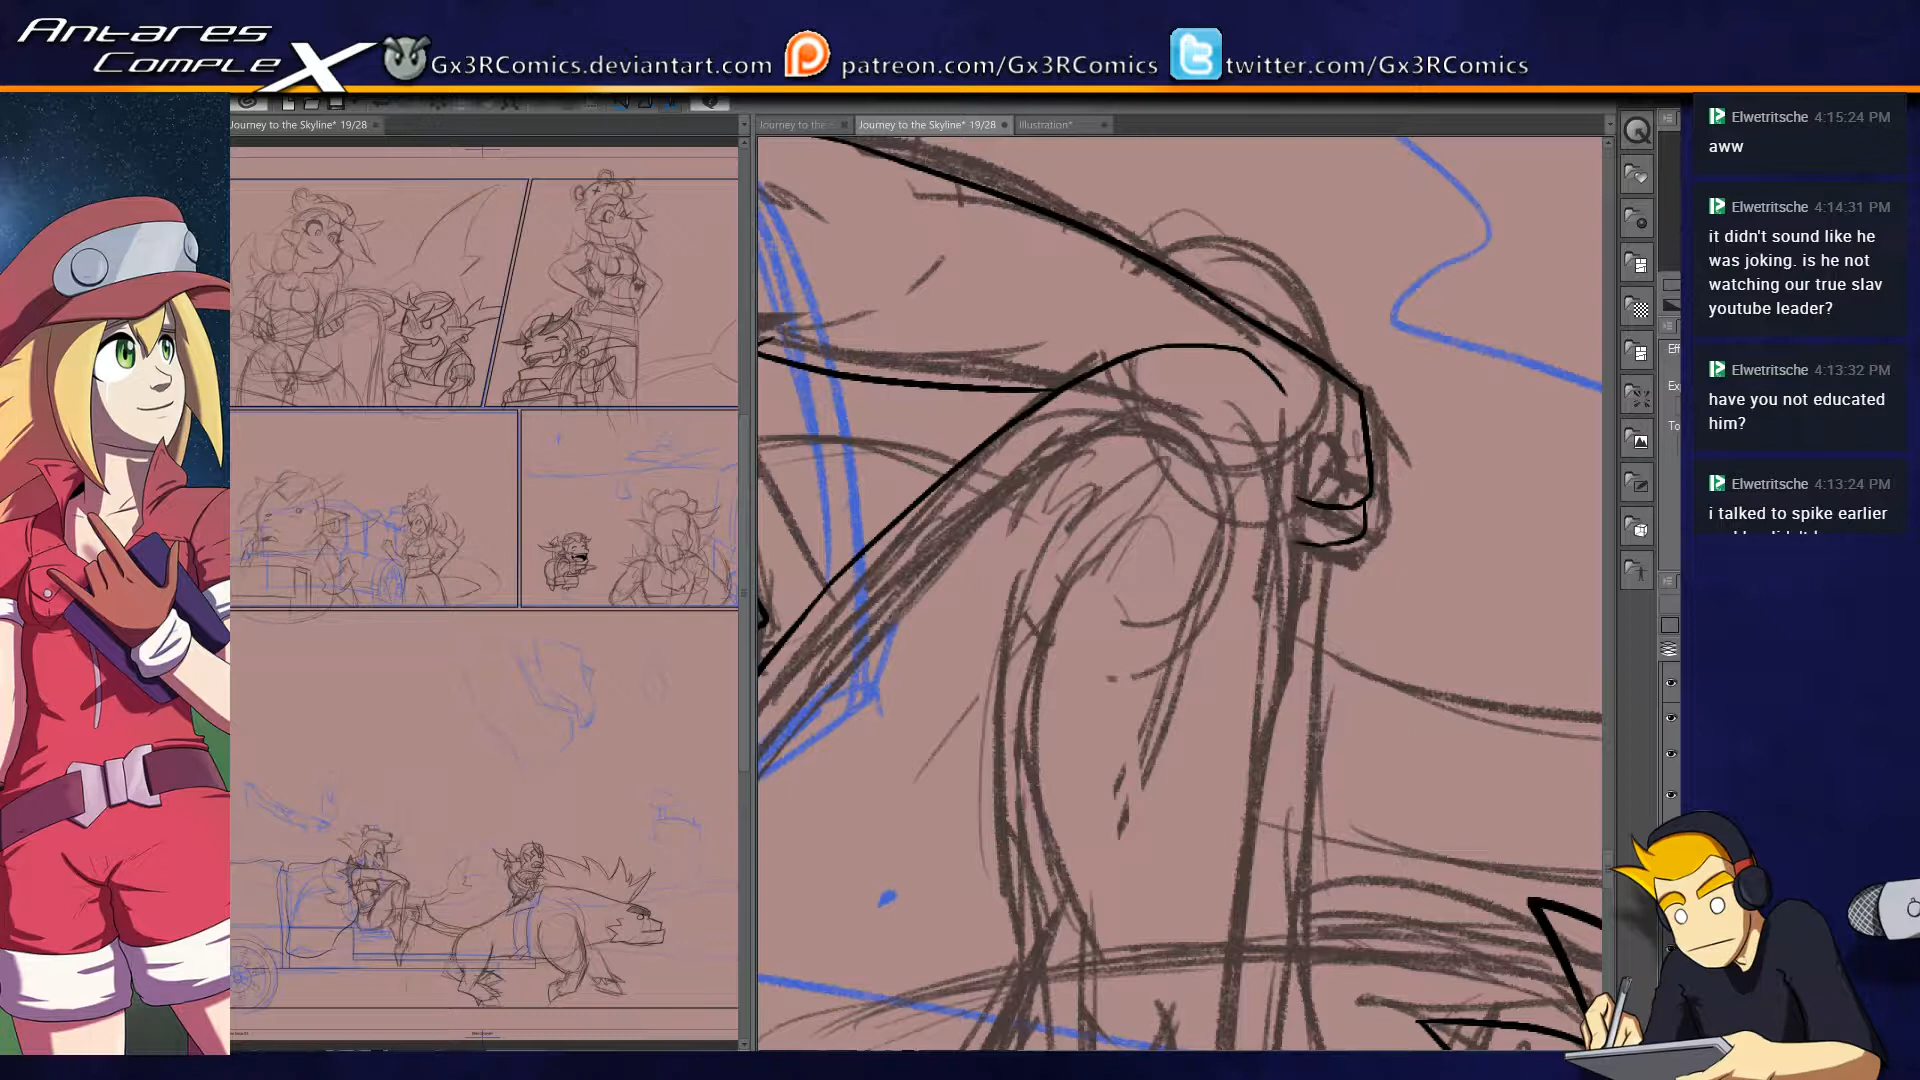 Antares
Complex
Gx3RComics.deviantart.com
patreon.com/Gx3RComics
twitter.com/Gx3RComics
Journey to the Skyline* 19/28
Journey to the
Journey to the Skyline* 19/28
Illustration*
Elwetritsche 4:15:24 PM
aww
Elwetritsche 4:14:31 PM
it didn't sound like he
was joking. is he not
watching our true slav
youtube leader?
Elwetritsche 4:13:32 PM
have you not educated
him?
Elwetritsche 4:13:24 PM
i talked to spike earlier